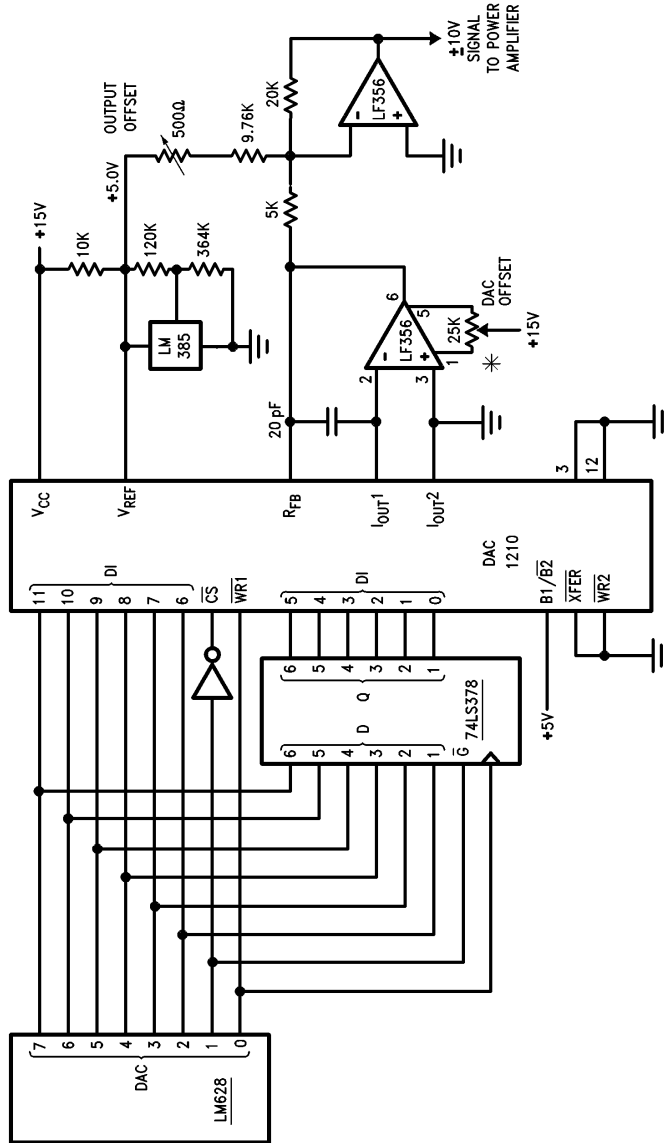 LM628
DAC
7
6
5
4
3
2
1
0
11
10
9
8
7
6
DI
CS
WR1
D
6
5
4
3
2
1
G
Q
6
5
4
3
2
1
74LS378
5
4
3
2
1
0
DI
DAC
1210
+5V
B1/B2
XFER
WR2
VCC
VREF
RFB
IOUT1
IOUT2
3
12
+15V
10K
+5.0V
120K
364K
LM
385
OUTPUT
OFFSET
500Ω
9.76K
20 pF
5K
20K
2
3
LF356
-
+
6
5
1
25K
DAC
OFFSET
+15V
LF356
-
+
±10V
SIGNAL
TO POWER
AMPLIFIER